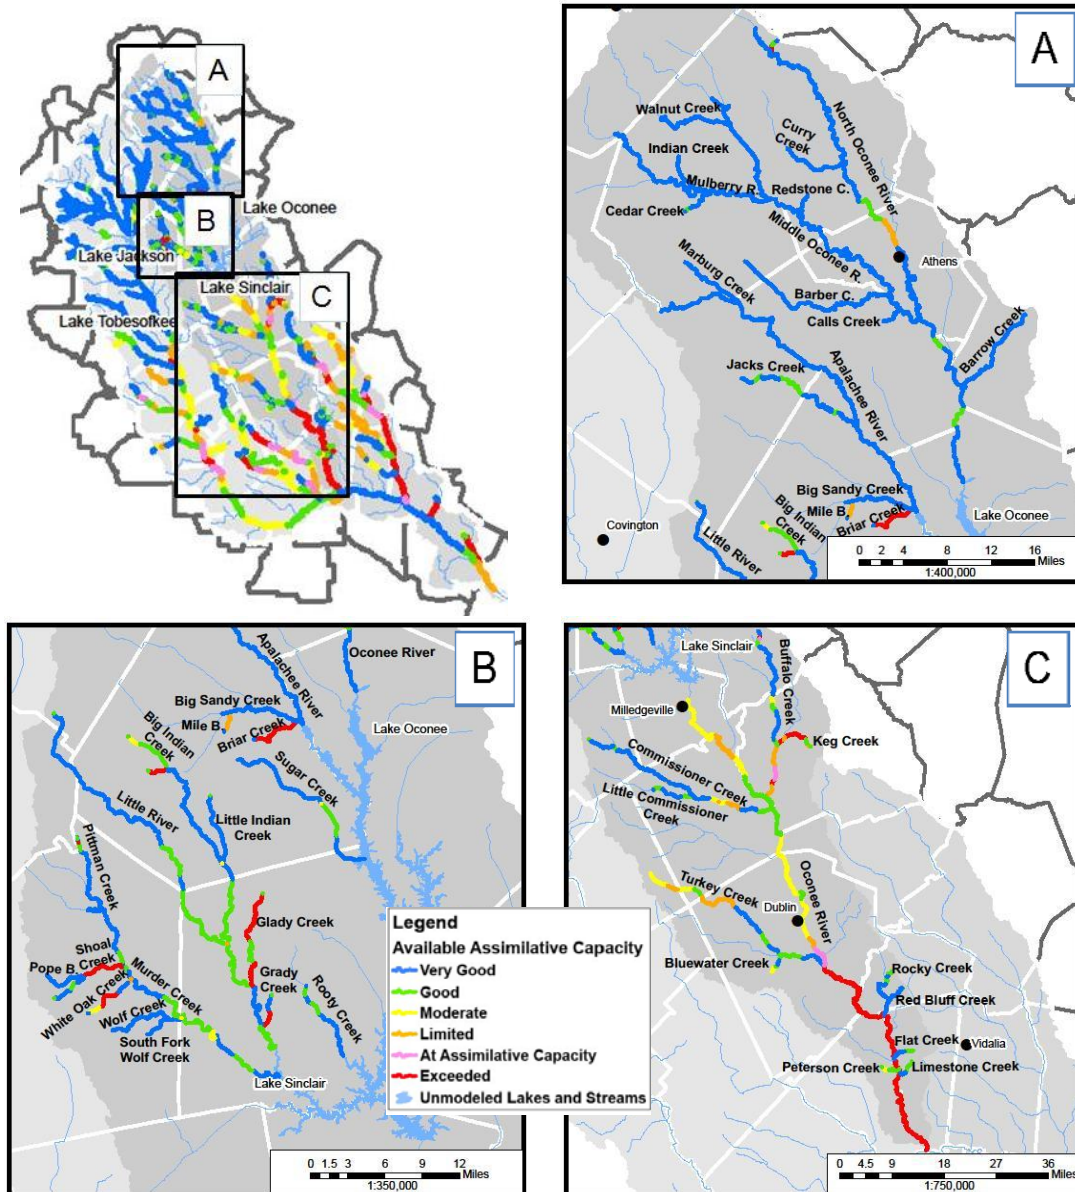 A
B
C
Lake Oconee
Lake Jackson
Lake Sinclair
Lake Tobesofkee
A
Walnut Creek
Curry
Creek
North Oconee River
Indian Creek
Mulberry R.
Redstone C.
Cedar Creek
Middle Oconee R.
Athens
Marburg Creek
Barber C.
Calls Creek
Barrow Creek
Jacks Creek
Apalachee River
Big Sandy Creek
Mile B.
Briar Creek
Big Indian
Creek
Lake Oconee
Covington
Little River
0 2 4 8 12 16
Miles
1:400,000
B
Apalachee River
Oconee River
Big Sandy Creek
Mile B.
Briar Creek
Lake Oconee
Big Indian
Creek
Sugar Creek
Little River
Little Indian
Creek
Pittman Creek
Glady Creek
Shoal
Creek
Pope B.
Grady
Creek
Rooty Creek
White Oak Creek
Murder Creek
Wolf Creek
South Fork
Wolf Creek
Lake Sinclair
0 1.5 3 6 9 12
Miles
1:350,000
Legend
Available Assimilative Capacity
Very Good
Good
Moderate
Limited
At Assimilative Capacity
Exceeded
Unmodeled Lakes and Streams
C
Lake Sinclair
Buffalo Creek
Milledgeville
Keg Creek
Commissioner Creek
Little Commissioner
Creek
Oconee River
Turkey Creek
Dublin
Bluewater Creek
Rocky Creek
Red Bluff Creek
Flat Creek
Vidalia
Peterson Creek
Limestone Creek
0 4.5 9 18 27 36
Miles
1:750,000